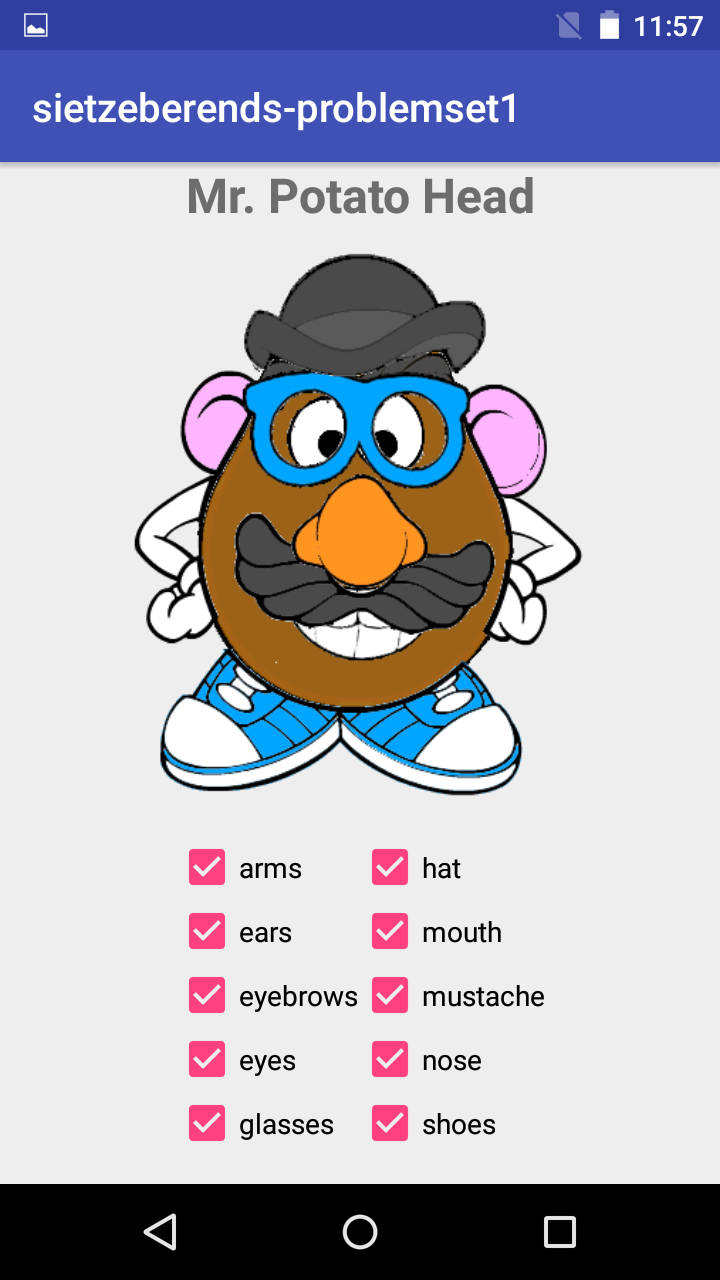 11:57
sietzeberends-problemset1
Mr. Potato Head
arms hat
ears mouth
eyebrows mustache
eyes nose
glasses shoes